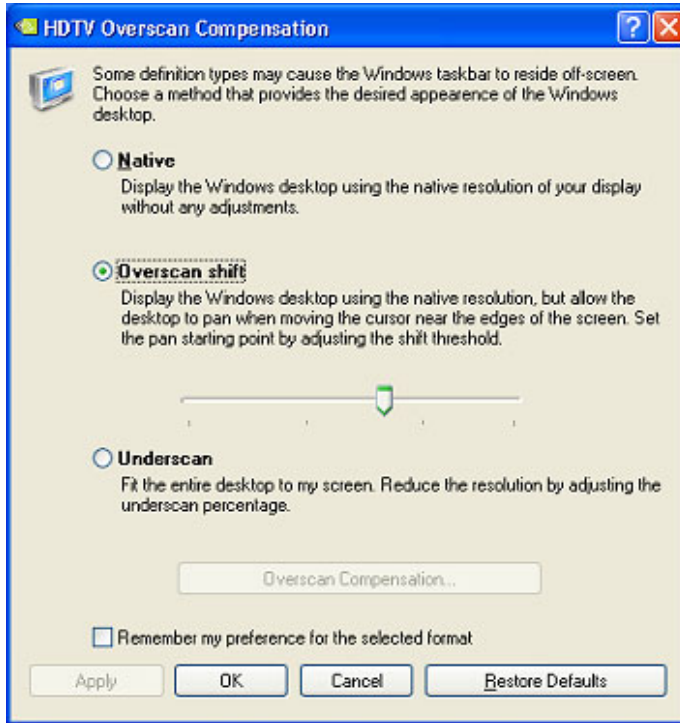 HDTV Overscan Compensation
Some definition types may cause the Windows taskbar to reside off-screen.
Choose a method that provides the desired appearence of the Windows
desktop.
Native
Display the Windows desktop using the native resolution of your display
without any adjustments.
Overscan shift
Display the Windows desktop using the native resolution, but allow the
desktop to pan when moving the cursor near the edges of the screen. Set
the pan starting point by adjusting the shift threshold.
Underscan
Fit the entire desktop to my screen. Reduce the resolution by adjusting the
underscan percentage.
Overscan Compensation...
Remember my preference for the selected format
Apply OK Cancel Restore Defaults